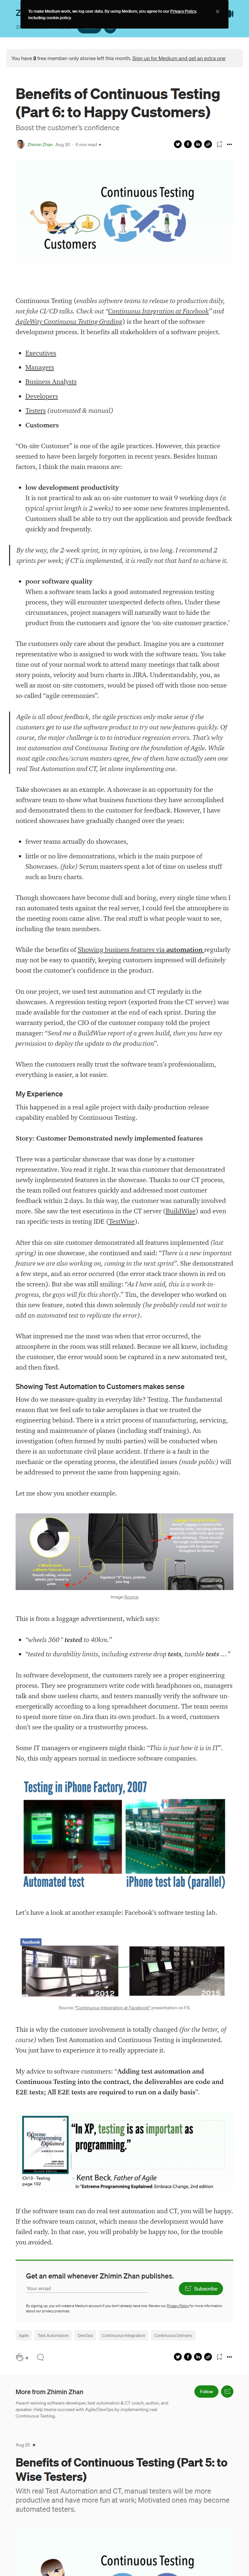 To make Medium work, we log user data. By using Medium, you agree to our Privacy Policy, including cookie policy.
You have 2 free member-only stories left this month. Sign up for Medium and get an extra one
Benefits of Continuous Testing (Part 6: to Happy Customers)
Boost the customer's confidence
Zhimin Zhan Aug 30 · 6 min read
Continuous Testing
Customers
Continuous Testing (enables software teams to release to production daily, not fake CI/CD talks. Check out “Continuous Integration at Facebook” and AgileWay Continuous Testing Grading) is the heart of the software development process. It benefits all stakeholders of a software project.
Executives
Managers
Business Analysts
Developers
Testers (automated & manual)
Customers
“On-site Customer” is one of the agile practices. However, this practice seemed to have been largely forgotten in recent years. Besides human factors, I think the main reasons are:
low development productivity
It is not practical to ask an on-site customer to wait 9 working days (a typical sprint length is 2 weeks) to see some new features implemented. Customers shall be able to try out the application and provide feedback quickly and frequently.
By the way, the 2-week sprint, in my opinion, is too long. I recommend 2 sprints per week; if CT is implemented, it is really not that hard to achieve it.
poor software quality
When a software team lacks a good automated regression testing process, they will encounter unexpected defects often. Under such circumstances, project managers will naturally want to hide the product from the customers and ignore the ‘on-site customer practice.’
The customers only care about the product. Imagine you are a customer representative who is assigned to work with the software team. You take time out of your normal work to attend many meetings that talk about story points, velocity and burn charts in JIRA. Understandably, you, as well as most on-site customers, would be pissed off with those non-sense so-called “agile ceremonies”.
Agile is all about feedback, the agile practices only make sense if the customers get to use software product to try out new features quickly. Of course, the major challenge is to introduce regression errors. That's why test automation and Continuous Testing are the foundation of Agile. While most agile coaches/scrum masters agree, few of them have actually seen one real Test Automation and CT, let alone implementing one.
Take showcases as an example. A showcase is an opportunity for the software team to show what business functions they have accomplished and demonstrated them to the customer for feedback. However, I have noticed showcases have gradually changed over the years:
fewer teams actually do showcases,
little or no live demonstrations, which is the main purpose of Showcases. (fake) Scrum masters spend a lot of time on useless stuff such as burn charts.
Though showcases have become dull and boring, every single time when I can run automated tests against the server, I could feel the atmosphere in the meeting room came alive. The real stuff is what people want to see, including the team members.
While the benefits of Showing business features via automation regularly may not be easy to quantify, keeping customers impressed will definitely boost the customer's confidence in the product.
On one project, we used test automation and CT regularly in the showcases. A regression testing report (exported from the CT server) was made available for the customer at the end of each sprint. During the warranty period, the CIO of the customer company told the project manager: “Send me a BuildWise report of a green build, then you have my permission to deploy the update to the production”.
When the customers really trust the software team's professionalism, everything is easier, a lot easier.
My Experience
This happened in a real agile project with daily-production-release capability enabled by Continuous Testing.
Story: Customer Demonstrated newly implemented features
There was a particular showcase that was done by a customer representative. You read it right. It was this customer that demonstrated newly implemented features in the showcase. Thanks to our CT process, the team rolled out features quickly and addressed most customer feedback within 2 days. In this way, the customer was naturally involved more. She saw the test executions in the CT server (BuildWise) and even ran specific tests in testing IDE (TestWise).
After this on-site customer demonstrated all features implemented (last spring) in one showcase, she continued and said: “There is a new important feature we are also working on, coming in the next sprint”. She demonstrated a few steps, and an error occurred (the error stack trace shown in red on the screen). But she was still smiling: “As I have said, this is a work-in-progress, the guys will fix this shortly.” Then, Tim, the developer who worked on this new feature, noted this down solemnly (he probably could not wait to add an automated test to replicate the error).
What impressed me the most was when that error occurred, the atmosphere in the room was still relaxed. Because we all knew, including the customer, the error would soon be captured in a new automated test, and then fixed.
Showing Test Automation to Customers makes sense
How do we measure quality in everyday life? Testing. The fundamental element we feel safe for boarding an airplane is because of the strict engineering behind. There is a strict process of manufacturing, servicing, testing and maintenance of planes (including staff training). An investigation (often formed by multi-parties) will be conducted when there is an unfortunate civil plane accident. If there is a fault in the mechanic or the operating process, the identified issues (made public) will be addressed to prevent the same from happening again.
Let me show you another example.
Image Source
This is from a luggage advertisement, which says:
“wheels 360° tested to 40km.”
“tested to durability limits, including extreme drop tests, tumble tests …”
In software development, the customers rarely see a proper engineering process. They see programmers write code with headphones on, managers talk and show useless charts, and testers manually verify the feature un-energetically according to a long spreadsheet document. The team seems to spend more time on Jira than on its own product. In a word, customers don't see a quality or a trustworthy process.
Some IT managers or engineers might think: “This is just how it is in IT”. No, this only appears normal in mediocre software companies.
Testing in iPhone Factory, 2007
Automated test
iPhone test lab (parallel)
Let's have a look at another example: Facebook's software testing lab.
facebook
2012
2016
Source: “Continuous Integration at Facebook” presentation on F8.
This is why the customer involvement is totally changed (for the better, of course) when Test Automation and Continuous Testing is implemented. You just have to experience it to really appreciate it.
My advice to software customers: “Adding test automation and Continuous Testing into the contract, the deliverables are code and E2E tests; All E2E tests are required to run on a daily basis”.
Extreme Programming Explained
Ch13 - Testing
page 102
“In XP, testing is as important as programming.”
- Kent Beck, Father of Agile
In “Extreme Programming Explained: Embrace Change, 2nd edition
If the software team can do real test automation and CT, you will be happy. If the software team cannot, which means the development would have failed early. In that case, you will probably be happy too, for the trouble you avoided.
Get an email whenever Zhimin Zhan publishes.
Your email
Subscribe
By signing up, you will create a Medium account if you don't already have one. Review our Privacy Policy for more information about our privacy practices.
Agile
Test Automation
DevOps
Continuous Integration
Continuous Delivery
4
More from Zhimin Zhan
Follow
Award-winning software developer, test automation & CT coach, author, and speaker. Help teams succeed with Agile/DevOps by implementing real Continuous Testing.
Aug 25
Benefits of Continuous Testing (Part 5: to Wise Testers)
With real Test Automation and CT, manual testers will be more productive and have more fun at work; Motivated ones may become automated testers.
Continuous Testing